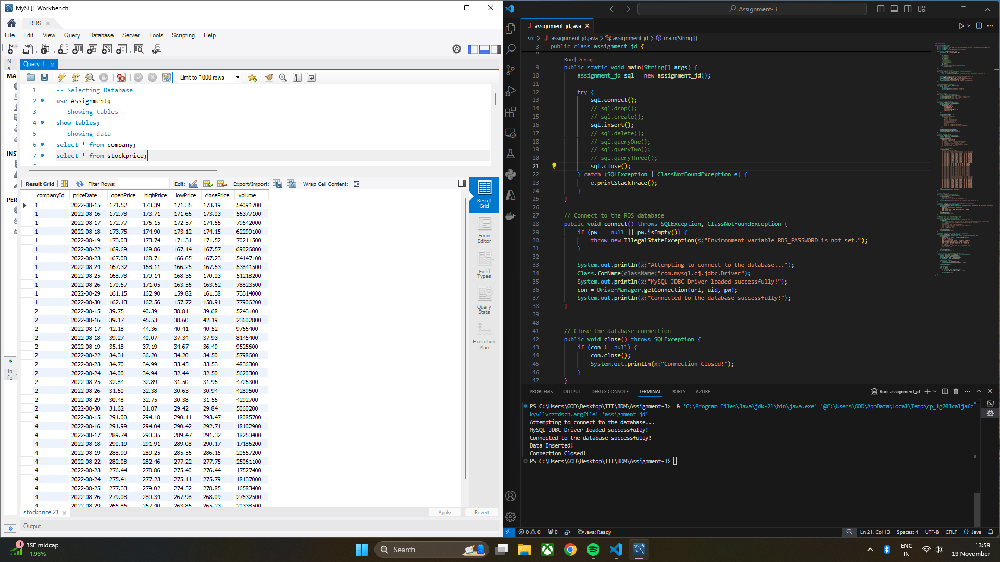 MySQL Workbench
RDS
File Edit View Query Database Server Tools Scripting Help
Query 1
Limit to 1000 rows
1 -- Selecting Database
2 use Assignment;
3 -- Showing tables
4 show tables;
5 -- Showing data
6 select * from company;
7 select * from stockprice;
Result Grid Filter Rows: Edit: Export/Import: Wrap Cell Content:
companyId priceDate openPrice highPrice lowPrice closePrice volume
1 2022-08-15 171.52 173.39 171.35 173.19 54091700
1 2022-08-16 172.78 173.71 171.66 173.03 56377100
1 2022-08-17 172.77 176.15 172.57 174.55 79542000
1 2022-08-18 173.75 174.90 173.12 174.15 62290100
1 2022-08-19 173.03 173.74 171.31 171.52 70211500
1 2022-08-22 169.69 169.86 167.14 167.57 69026800
1 2022-08-23 167.08 168.71 166.65 167.23 54147100
1 2022-08-24 167.32 168.11 166.25 167.53 53841500
1 2022-08-25 168.78 170.14 168.35 170.03 51218200
1 2022-08-26 170.57 171.05 163.56 163.62 78823500
1 2022-08-29 161.15 162.90 159.82 161.38 73314000
1 2022-08-30 162.13 162.56 157.72 158.91 77906200
2 2022-08-15 39.75 40.39 38.81 39.68 5243100
2 2022-08-16 39.17 45.53 38.60 42.19 23602800
2 2022-08-17 42.18 44.36 40.41 40.52 9766400
2 2022-08-18 39.27 40.07 37.34 37.93 8145400
2 2022-08-19 35.18 37.19 34.67 36.49 9525600
2 2022-08-22 34.31 36.20 34.20 34.50 5798600
2 2022-08-23 34.70 34.99 33.45 33.53 4836300
2 2022-08-24 34.00 34.94 32.44 32.50 5620300
2 2022-08-25 32.84 32.89 31.50 31.96 4726300
2 2022-08-26 31.50 32.38 30.63 30.94 4289500
2 2022-08-29 30.48 32.75 30.38 31.55 4292700
2 2022-08-30 31.62 31.87 29.42 29.84 5060200
4 2022-08-15 291.00 294.18 290.11 293.47 18085700
4 2022-08-16 291.99 294.04 290.42 292.71 18102900
4 2022-08-17 289.74 293.35 289.47 291.32 18253400
4 2022-08-18 290.19 291.91 289.08 290.17 17186200
4 2022-08-19 288.90 289.25 285.56 286.15 20557200
4 2022-08-22 282.08 282.46 277.22 277.75 25061100
4 2022-08-23 276.44 278.86 275.40 276.44 17527400
4 2022-08-24 275.41 277.23 275.11 275.79 18137000
4 2022-08-25 277.33 279.02 274.52 278.85 16583400
4 2022-08-26 279.08 280.34 267.98 268.09 27532500
4 2022-08-29 265.85 267.40 263.85 265.23 20338500
Result Grid
Form Editor
Field Types
Query Stats
Execution Plan
stockprice 21
Apply Revert
Output
N
a
MA
INS
PER
In
fo
Assignment-3
assignment_jd.java
src > assignment_jd.java > assignment_jd > main(String[])
3 public class assignment_jd {
Run | Debug
9 public static void main(String[] args) {
10 assignment_jd sql = new assignment_jd();
11
12 try {
13 sql.connect();
14 // sql.drop();
15 // sql.create();
16 sql.insert();
17 // sql.delete();
18 // sql.queryOne();
19 // sql.queryTwo();
20 // sql.queryThree();
21 sql.close();
22 } catch (SQLException | ClassNotFoundException e) {
23 e.printStackTrace();
24 }
25 }
26
27 // Connect to the RDS database
28 public void connect() throws SQLException, ClassNotFoundException {
29 if (pw == null || pw.isEmpty()) {
30 throw new IllegalStateException(s:"Environment variable RDS_PASSWORD is not set.");
31 }
32
33 System.out.println(x:"Attempting to connect to the database...");
34 Class.forName(className:"com.mysql.cj.jdbc.Driver");
35 System.out.println(x:"MySQL JDBC Driver loaded successfully!");
36 con = DriverManager.getConnection(url, uid, pw);
37 System.out.println(x:"Connected to the database successfully!");
38 }
39
40
41 // Close the database connection
42 public void close() throws SQLException {
43 if (con != null) {
44 con.close();
45 System.out.println(x:"Connection Closed!");
46 }
47 }
PROBLEMS OUTPUT DEBUG CONSOLE TERMINAL PORTS AZURE
Run: assignment_jd
PS C:\Users\GOD\Desktop\IIT\BDM\Assignment-3> & 'C:\Program Files\Java\jdk-21\bin\java.exe' '@C:\Users\GOD\AppData\Local\Temp\cp_1g20lcaljafc
kyvllvrztdsch.argfile' 'assignment_jd'
Attempting to connect to the database...
MySQL JDBC Driver loaded successfully!
Connected to the database successfully!
Data Inserted!
Connection Closed!
PS C:\Users\GOD\Desktop\IIT\BDM\Assignment-3>
0 0 0 Java: Ready
Ln 21, Col 13 Spaces: 4 UTF-8 CRLF {} Java
1
BSE midcap
+1.93%
Search
ENG
IN
13:59
19 November